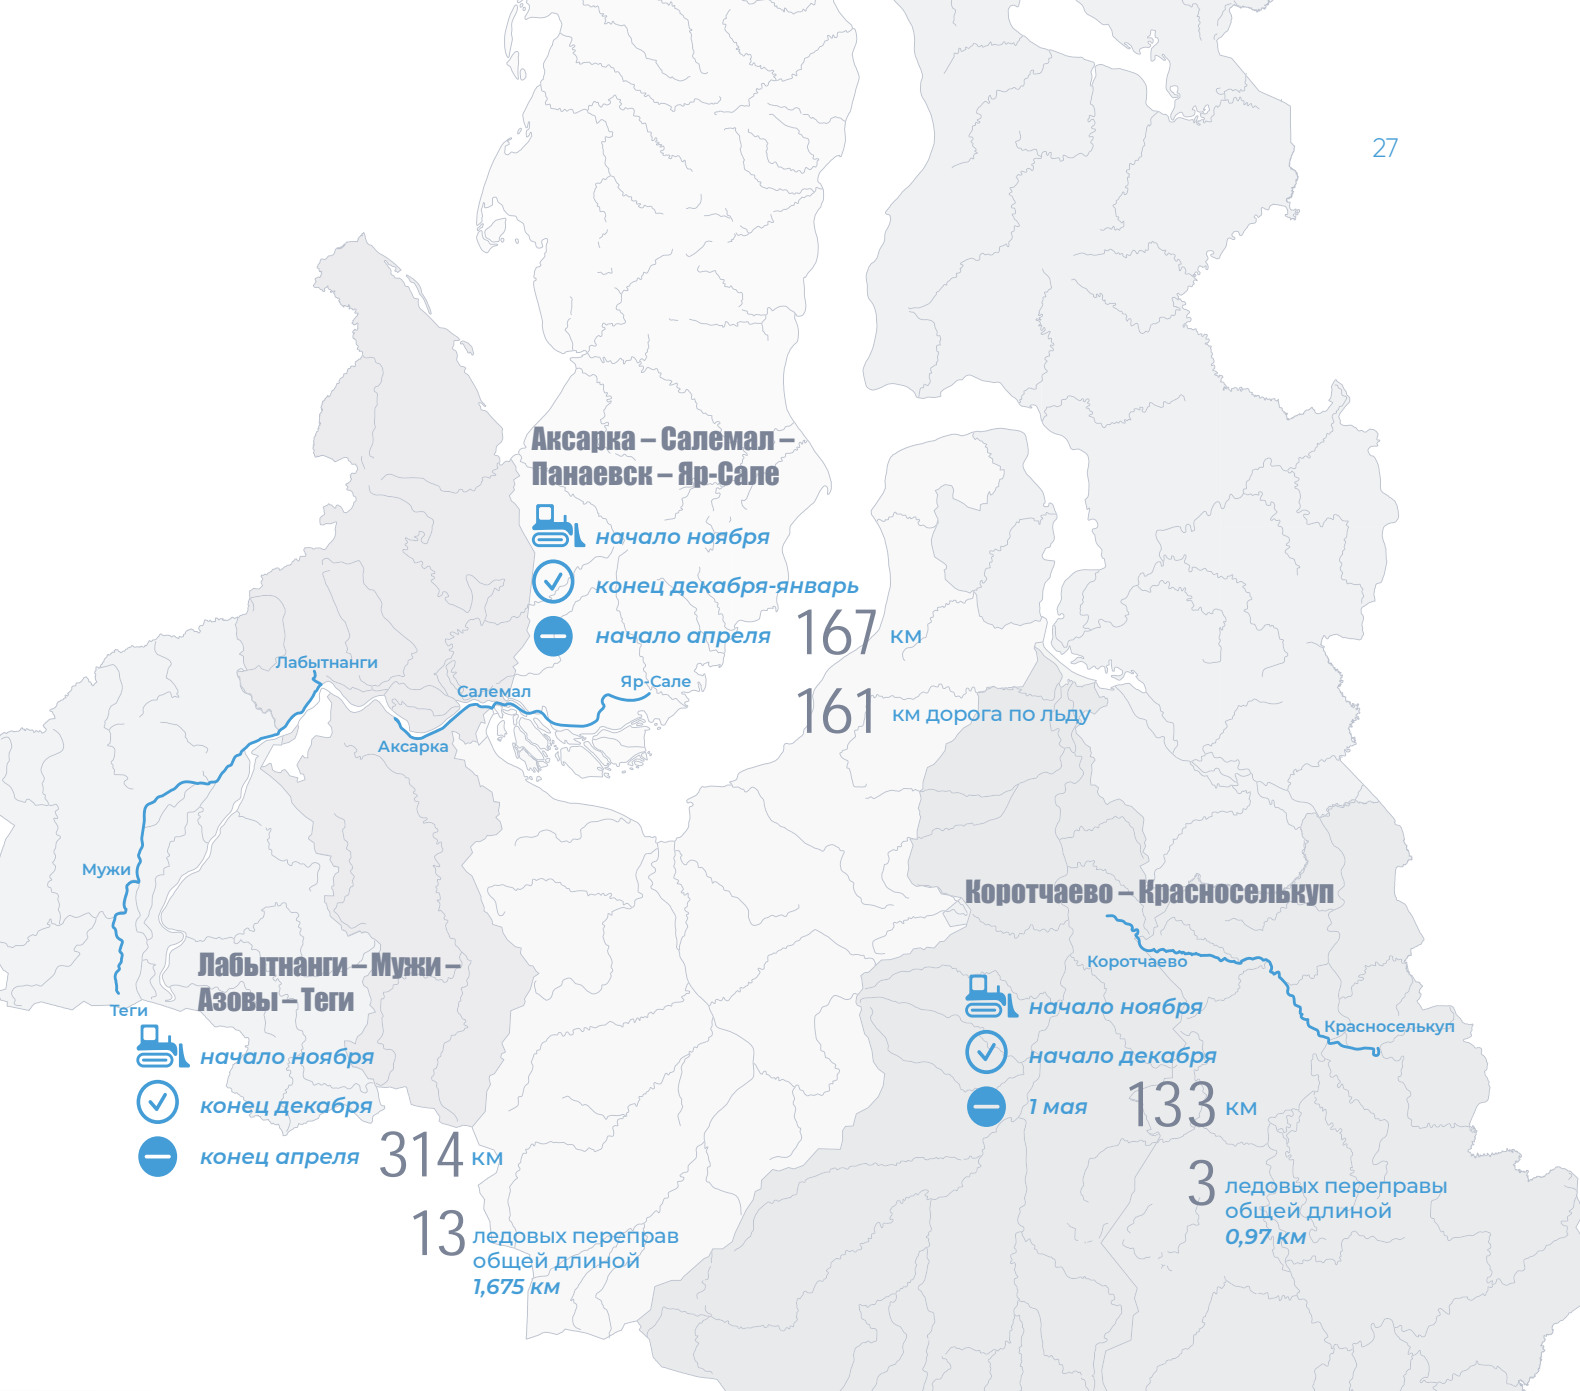 27
Аксарка – Салемал –
Панаевск – Яр-Сале
начало ноября
конец декабря-январь
начало апреля
167 км
161 км дорога по льду
Лабытнанги
Салемал
Яр-Сале
Аксарка
Мужи
Теги
Лабытнанги – Мужи –
Азовы – Теги
начало ноября
конец декабря
конец апреля
314 км
13 ледовых переправ
общей длиной
1,675 км
Коротчаево – Красноселькуп
Коротчаево
Красноселькуп
начало ноября
начало декабря
1 мая
133 км
3 ледовых переправы
общей длиной
0,97 км